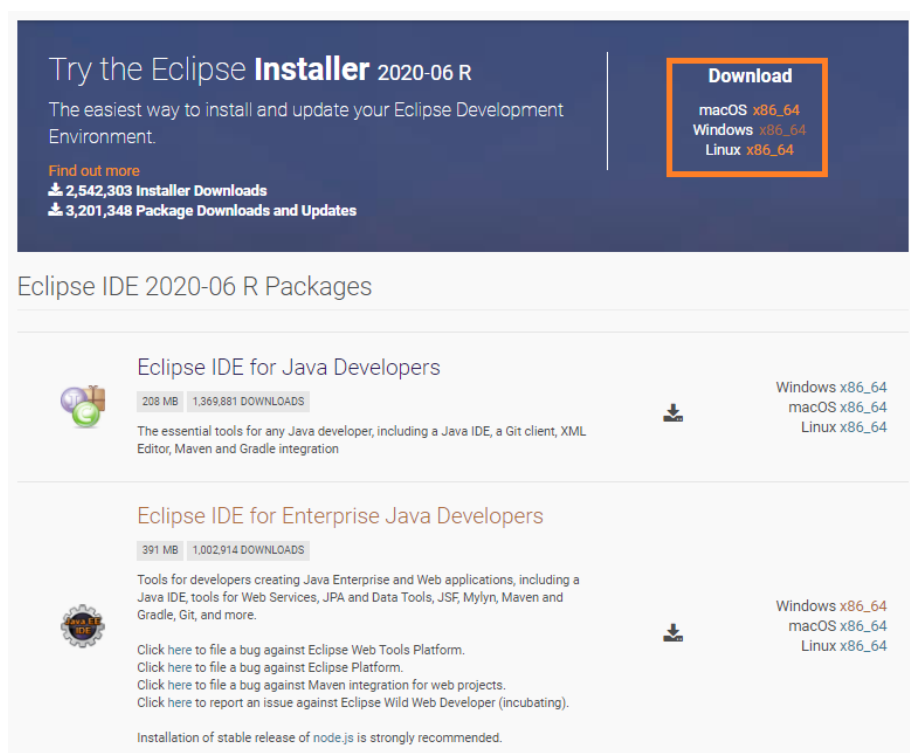 Try the Eclipse Installer 2020-06 R
The easiest way to install and update your Eclipse Development
Environment.
Find out more
2,542,303 Installer Downloads
3,201,348 Package Downloads and Updates
Download
macOS x86_64
Windows x86_64
Linux x86_64
Eclipse IDE 2020-06 R Packages
Eclipse IDE for Java Developers
208 MB 1,369,881 DOWNLOADS
The essential tools for any Java developer, including a Java IDE, a Git client, XML
Editor, Maven and Gradle integration
Windows x86_64
macOS x86_64
Linux x86_64
Eclipse IDE for Enterprise Java Developers
391 MB 1,002,914 DOWNLOADS
Tools for developers creating Java Enterprise and Web applications, including a
Java IDE, tools for Web Services, JPA and Data Tools, JSF, Mylyn, Maven and
Gradle, Git, and more.
Click here to file a bug against Eclipse Web Tools Platform.
Click here to file a bug against Eclipse Platform.
Click here to file a bug against Maven integration for web projects.
Click here to report an issue against Eclipse Wild Web Developer (incubating).
Installation of stable release of node.js is strongly recommended.
Java EE
IDE
Windows x86_64
macOS x86_64
Linux x86_64